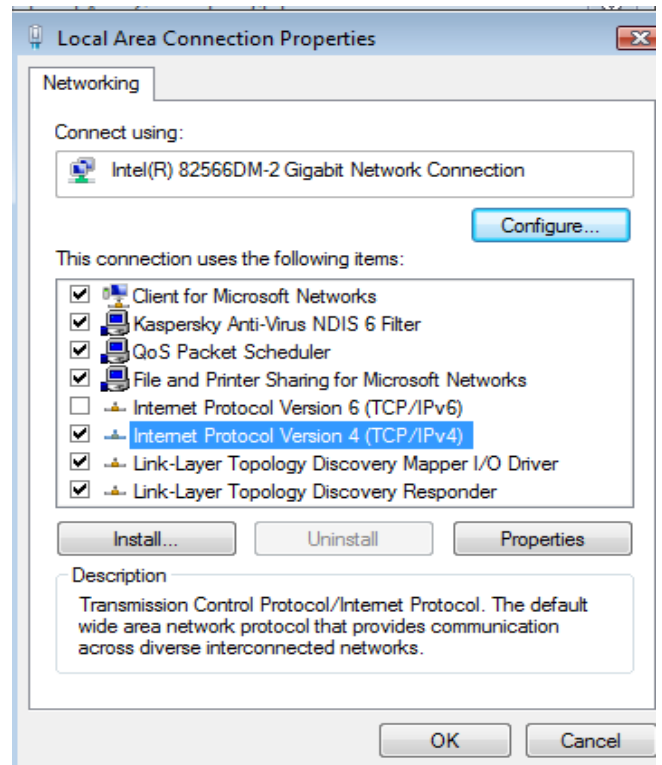 Local Area Connection Properties
Networking
Connect using:
Intel(R) 82566DM-2 Gigabit Network Connection
Configure...
This connection uses the following items:
Client for Microsoft Networks
Kaspersky Anti-Virus NDIS 6 Filter
QoS Packet Scheduler
File and Printer Sharing for Microsoft Networks
Internet Protocol Version 6 (TCP/IPv6)
Internet Protocol Version 4 (TCP/IPv4)
Link-Layer Topology Discovery Mapper I/O Driver
Link-Layer Topology Discovery Responder
Install... Uninstall Properties
Description
Transmission Control Protocol/Internet Protocol. The default
wide area network protocol that provides communication
across diverse interconnected networks.
OK Cancel